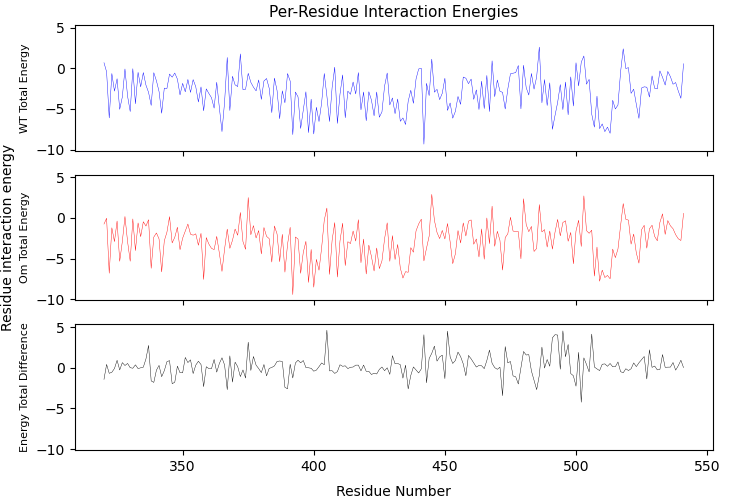 Per-Residue Interaction Energies
Residue interaction energy
WT Total Energy
5
0
−5
−10
Om Total Energy
5
0
−5
−10
Energy Total Difference
5
0
−5
−10
350
400
450
500
550
Residue Number